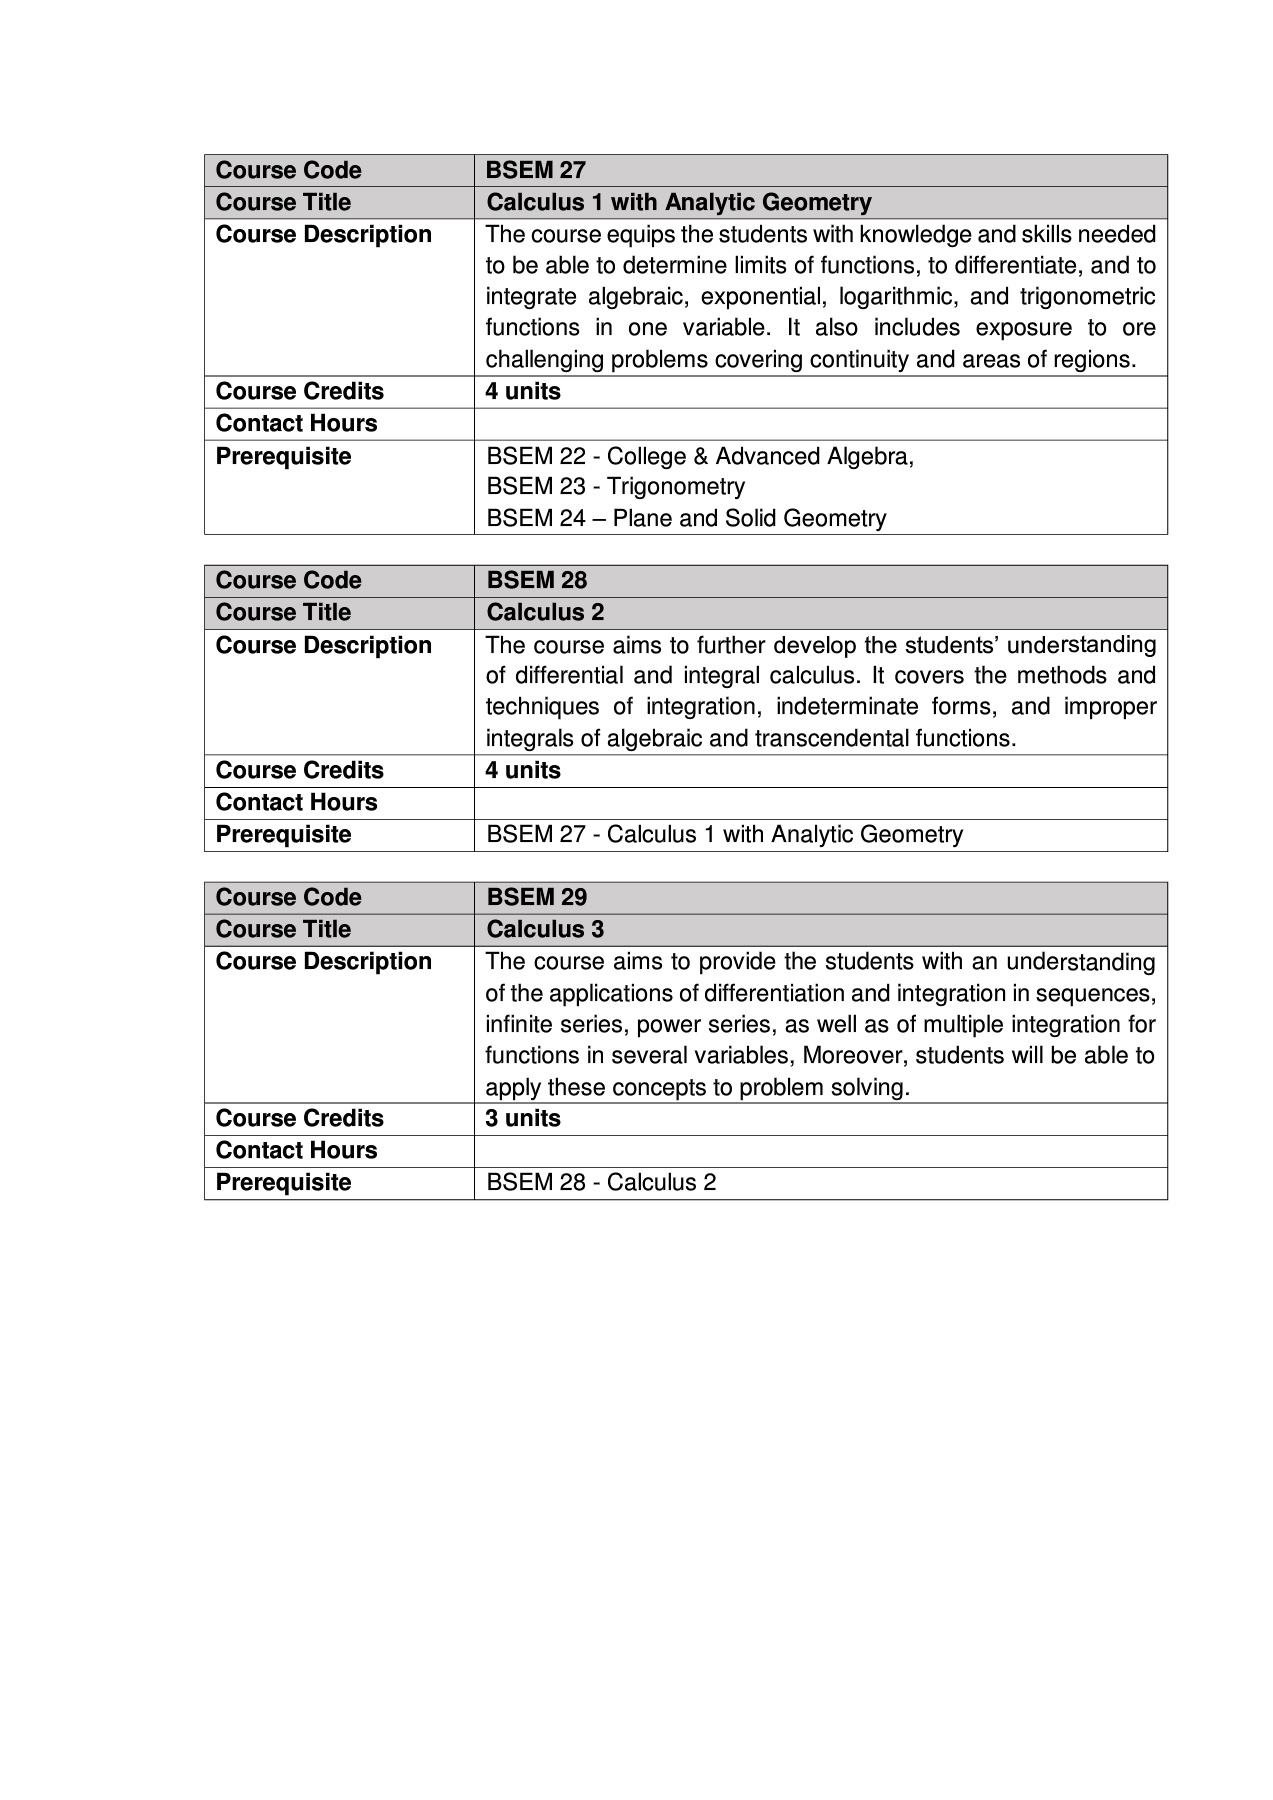 Course Code BSEM 27
Course Title Calculus 1 with Analytic Geometry
Course Description The course equips the students with knowledge and skills needed
to be able to determine limits of functions, to differentiate, and to
integrate algebraic, exponential, logarithmic, and trigonometric
functions in one variable. It also includes exposure to ore
challenging problems covering continuity and areas of regions.
Course Credits 4 units
Contact Hours
Prerequisite BSEM 22 - College & Advanced Algebra,
BSEM 23 - Trigonometry
BSEM 24 – Plane and Solid Geometry
Course Code BSEM 28
Course Title Calculus 2
Course Description The course aims to further develop the students’ understanding
of differential and integral calculus. It covers the methods and
techniques of integration, indeterminate forms, and improper
integrals of algebraic and transcendental functions.
Course Credits 4 units
Contact Hours
Prerequisite BSEM 27 - Calculus 1 with Analytic Geometry
Course Code BSEM 29
Course Title Calculus 3
Course Description The course aims to provide the students with an understanding
of the applications of differentiation and integration in sequences,
infinite series, power series, as well as of multiple integration for
functions in several variables, Moreover, students will be able to
apply these concepts to problem solving.
Course Credits 3 units
Contact Hours
Prerequisite BSEM 28 - Calculus 2